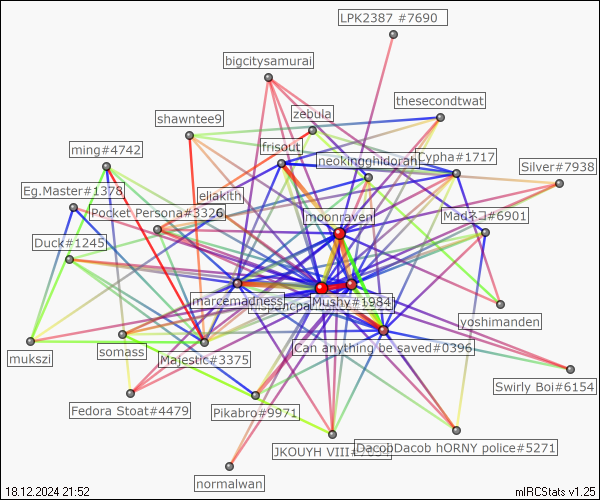 LPK2387 #7690
bigcitysamurai
thesecondtwat
zebula
shawntee9
frisout
ming#4742
neokingghidorah
Cypha#1717
Silver#7938
Eg.Master#1378
eliakith
Pocket Persona#3326
moonraven
Madネコ#6901
Duck#1245
marcemadness
Mushy#1984
yoshimanden
mukszi
somass
Majestic#3375
Can anything be saved#0396
Swirly Boi#6154
Fedora Stoat#4479
Pikabro#9971
JKOUYH VIII
DacobDacob hORNY police#5271
normalwan
18.12.2024 21:52
mIRCStats v1.25